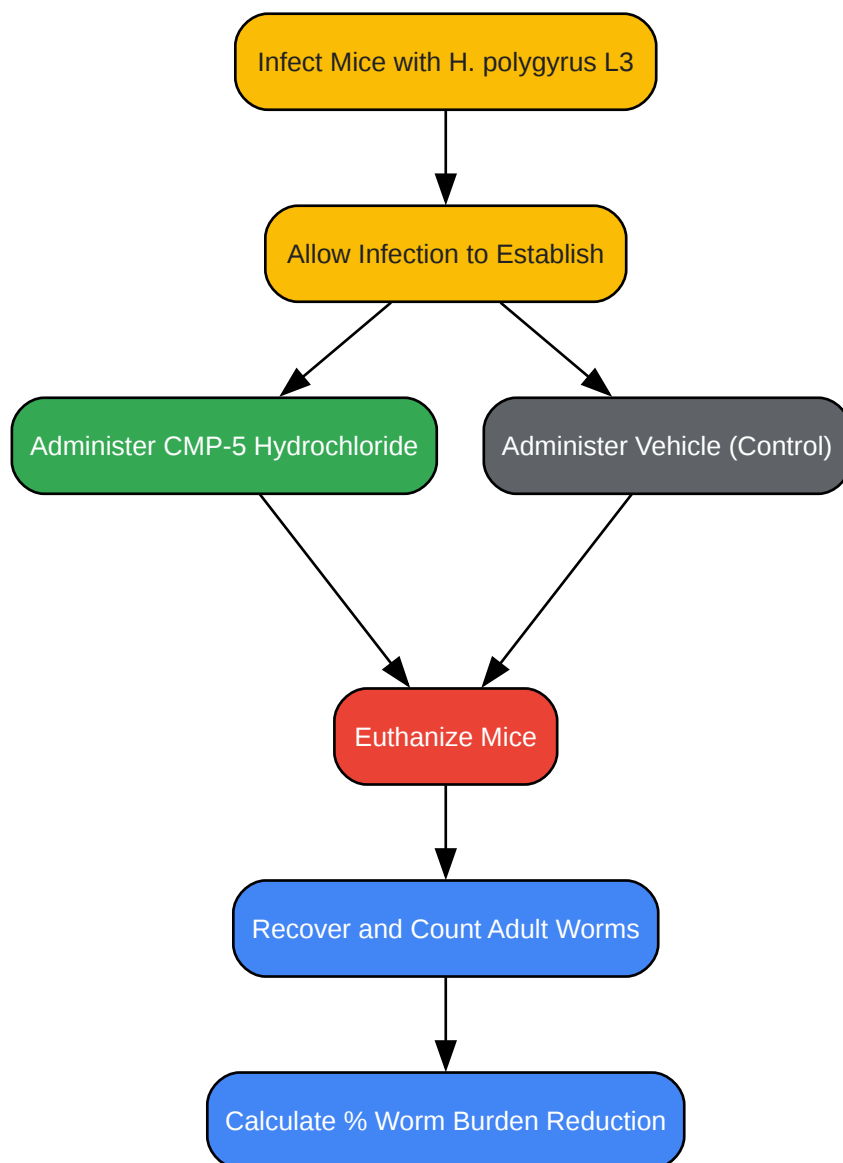 Infect Mice with H. polygyrus L3
Allow Infection to Establish
Administer CMP-5 Hydrochloride
Administer Vehicle (Control)
Euthanize Mice
Recover and Count Adult Worms
Calculate % Worm Burden Reduction